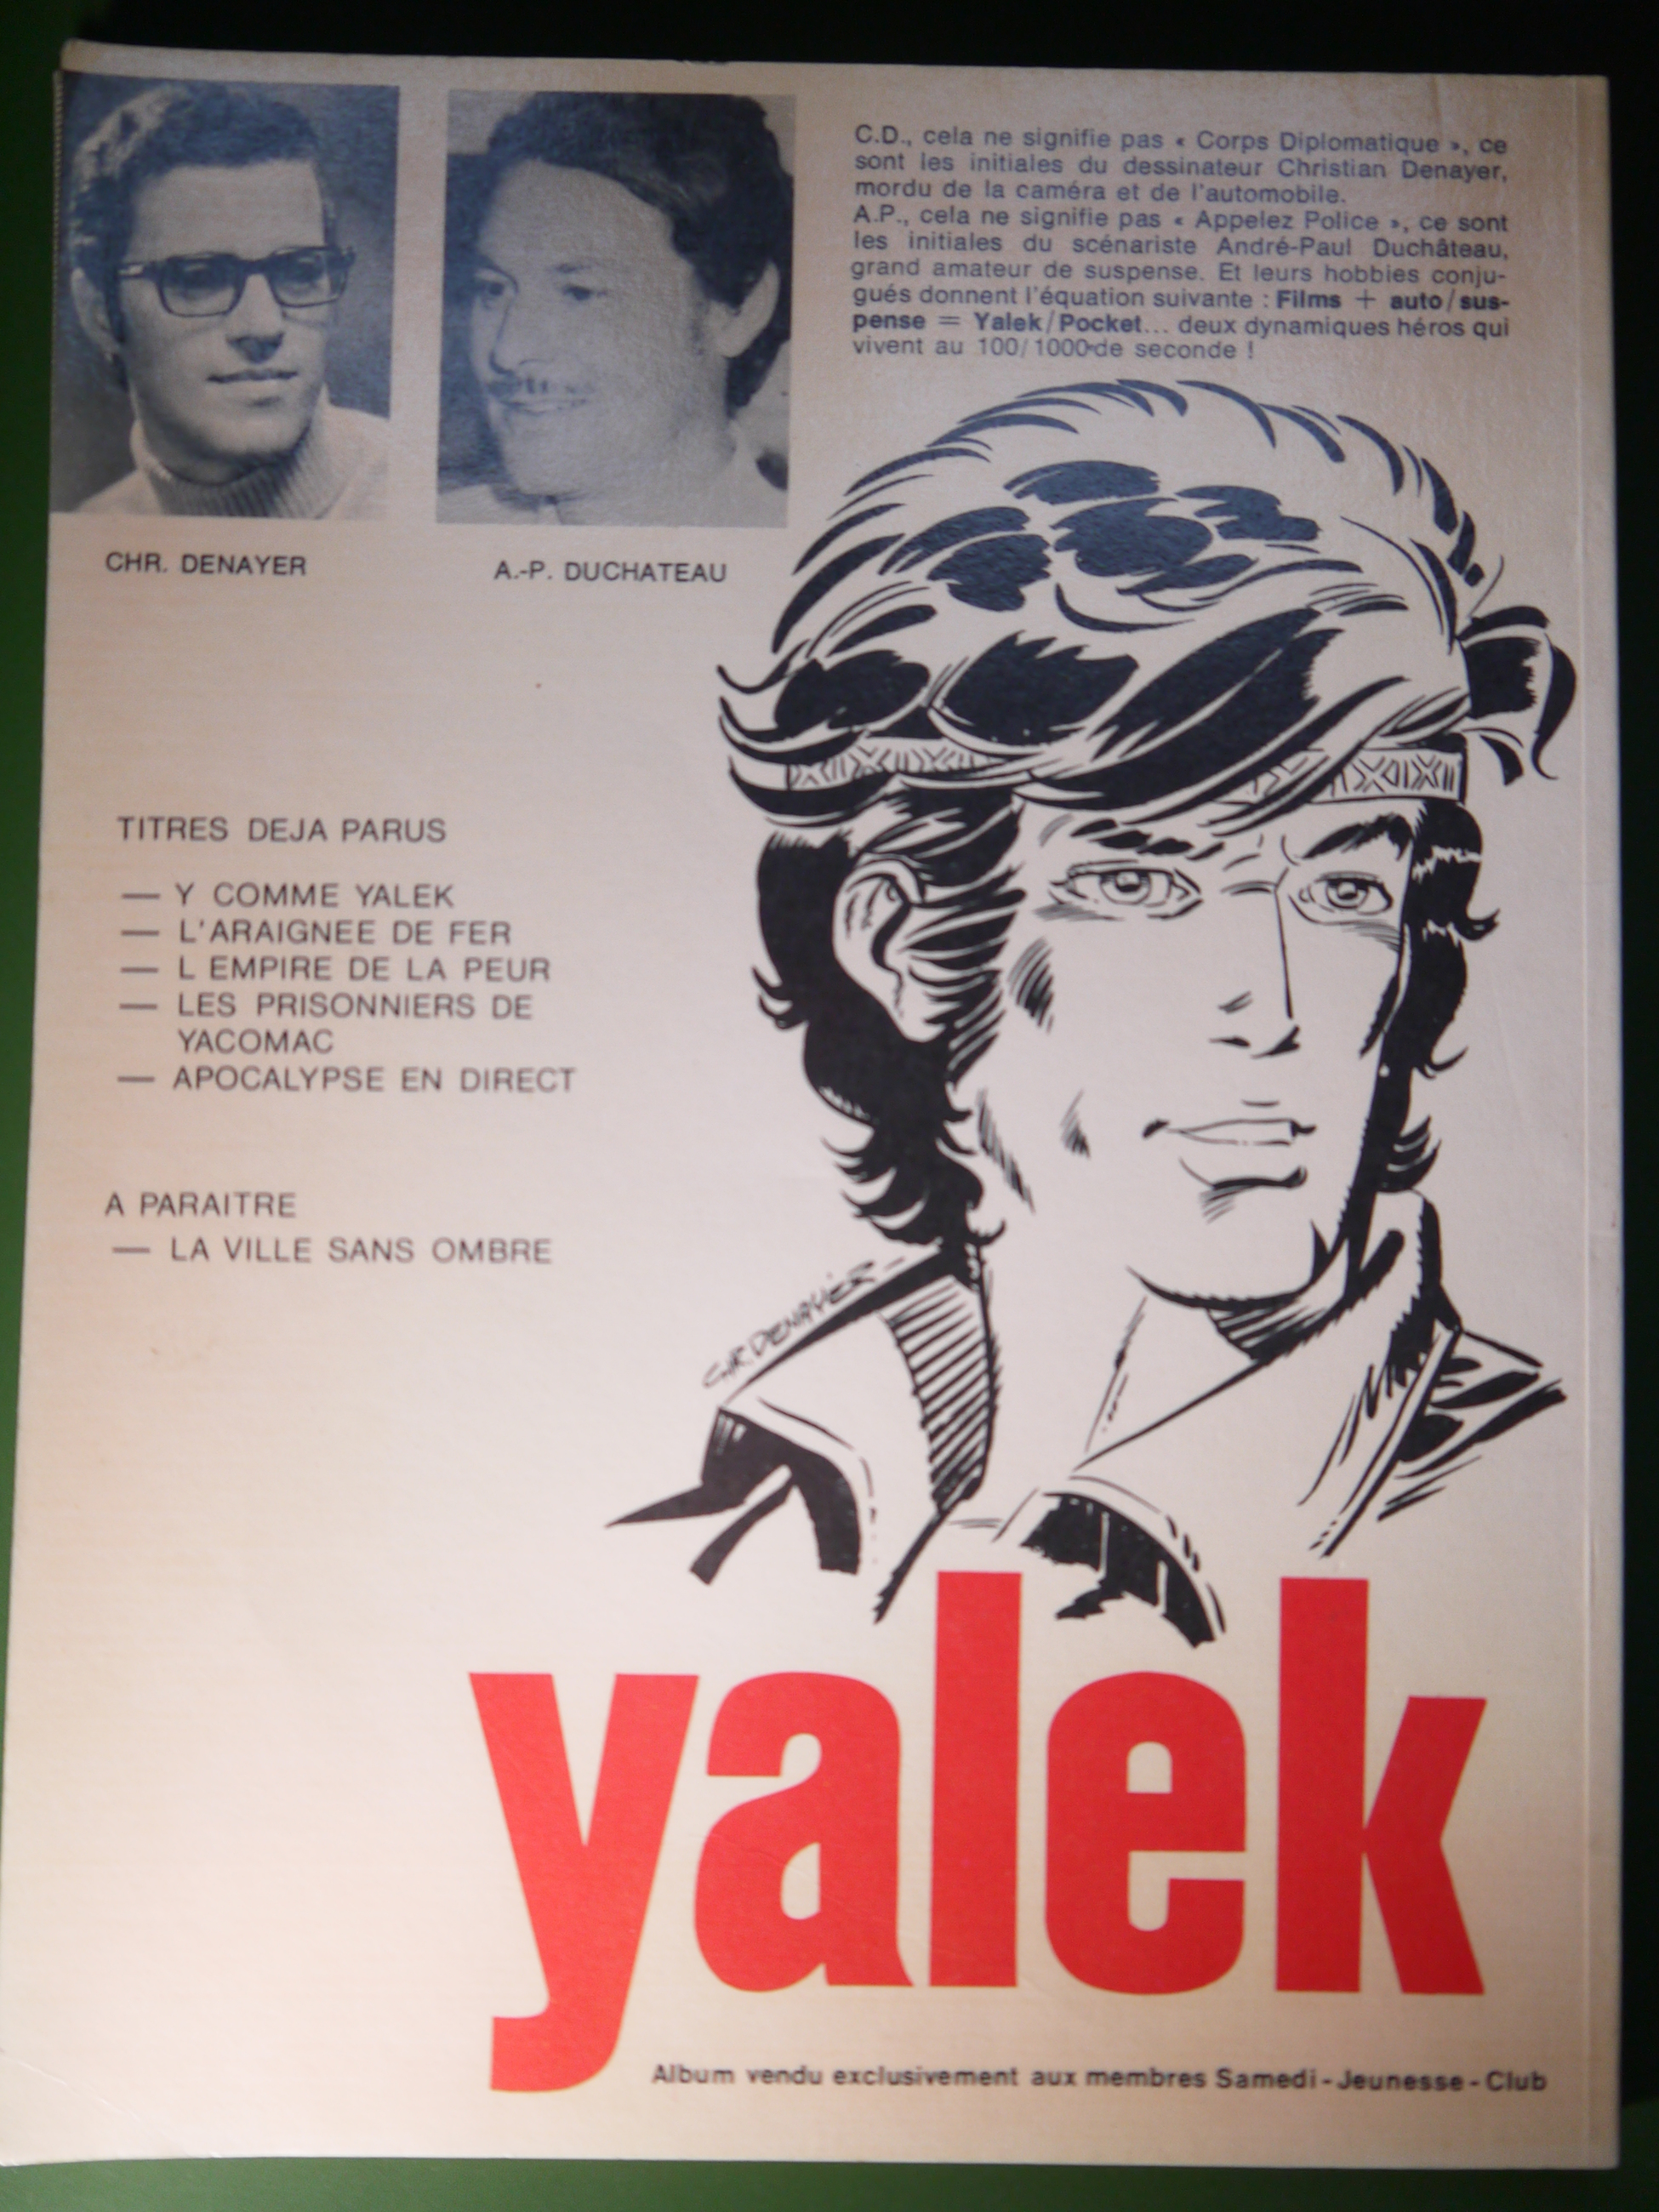 C.D., cela ne signifie pas « Corps Diplomatique », ce
sont les initiales du dessinateur Christian Denayer,
mordu de la caméra et de l'automobile.
A.P., cela ne signifie pas « Appelez Police », ce sont
les initiales du scénariste André-Paul Duchâteau,
grand amateur de suspense. Et leurs hobbies conju-
gués donnent l'équation suivante : Films + auto/sus-
pense = Yalek/Pocket... deux dynamiques héros qui
vivent au 100/1000de seconde !
CHR. DENAYER
A.-P. DUCHATEAU
TITRES DEJA PARUS
— Y COMME YALEK
— L'ARAIGNEE DE FER
— L EMPIRE DE LA PEUR
— LES PRISONNIERS DE
YACOMAC
— APOCALYPSE EN DIRECT
A PARAITRE
— LA VILLE SANS OMBRE
CHR. DENAYER
yalek
Album vendu exclusivement aux membres Samedi-Jeunesse-Club